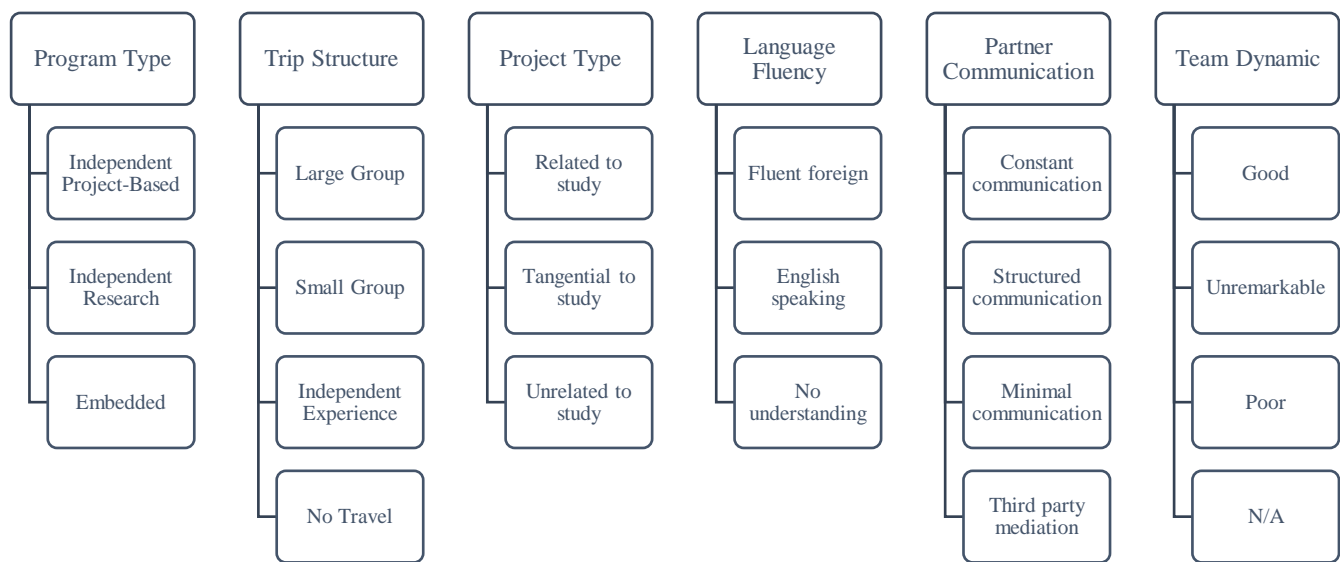 Program Type
Independent
Project-Based
Independent
Research
Embedded
Trip Structure
Large Group
Small Group
Independent
Experience
No Travel
Project Type
Related to
study
Tangential to
study
Unrelated to
study
Language
Fluency
Fluent foreign
English
speaking
No
understanding
Partner
Communication
Constant
communication
Structured
communication
Minimal
communication
Third party
mediation
Team Dynamic
Good
Unremarkable
Poor
N/A